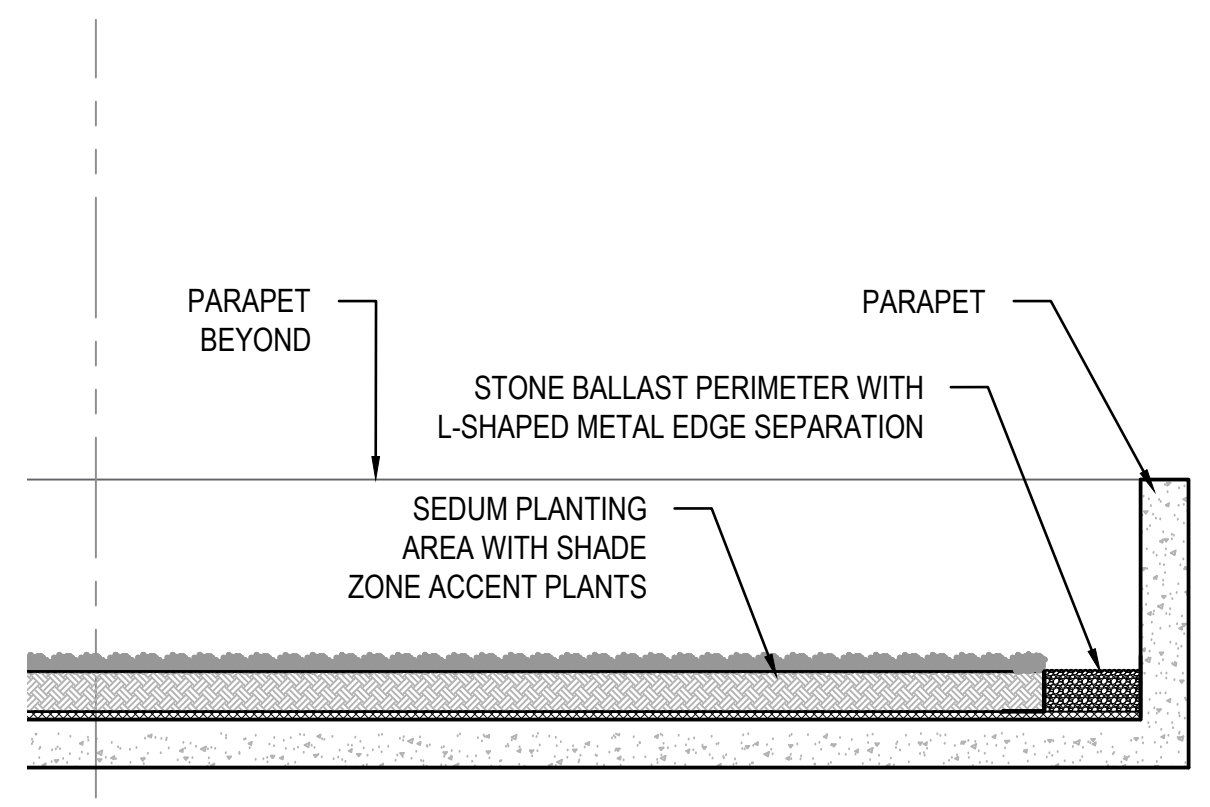 PARAPET
BEYOND
PARAPET
STONE BALLAST PERIMETER WITH
L-SHAPED METAL EDGE SEPARATION
SEDUM PLANTING
AREA WITH SHADE
ZONE ACCENT PLANTS